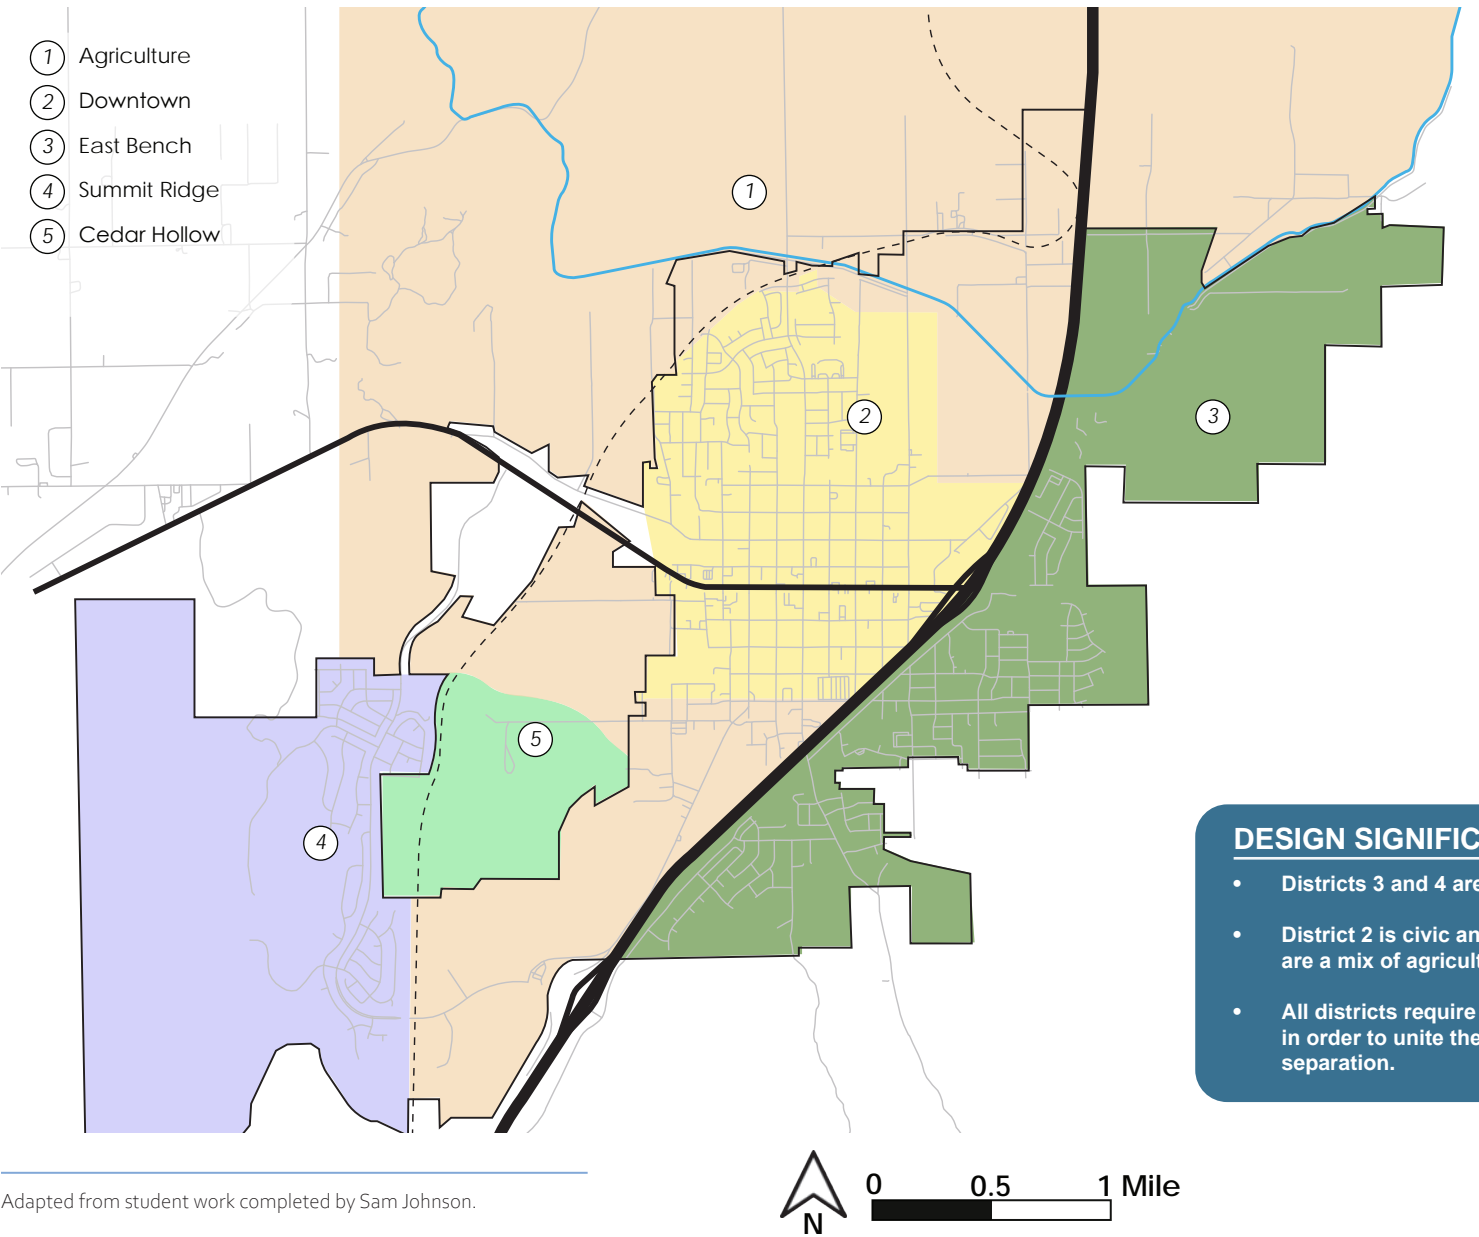 1 Agriculture
2 Downtown
3 East Bench
4 Summit Ridge
5 Cedar Hollow
1
2
3
5
4
DESIGN SIGNIFIC
• Districts 3 and 4 are
• District 2 is civic an
are a mix of agricult
• All districts require
in order to unite the
separation.
Adapted from student work completed by Sam Johnson.
N
0 0.5 1 Mile